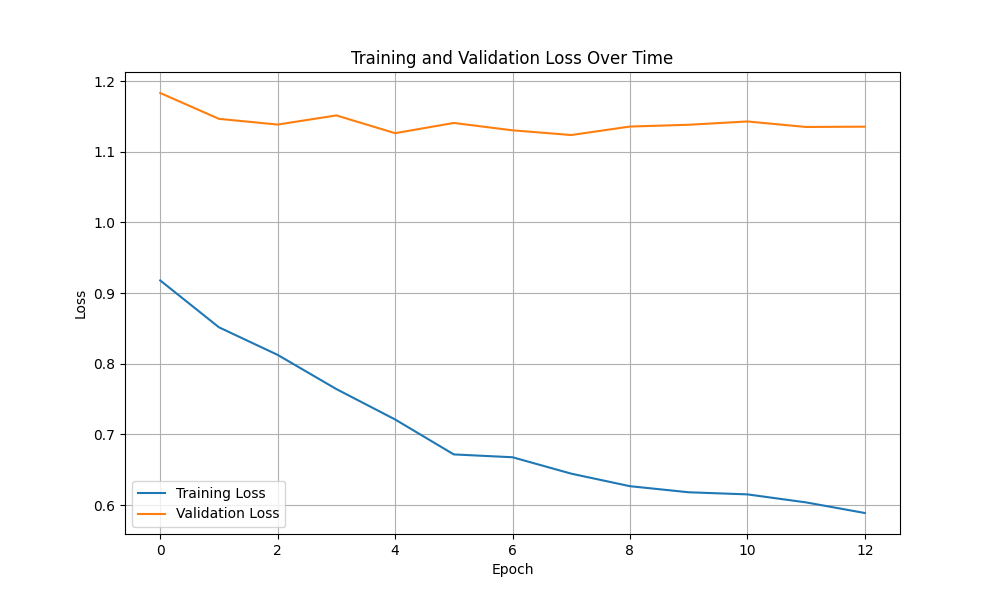 Training and Validation Loss Over Time
1.2
1.1
1.0
0.9
0.8
0.7
0.6
Loss
Training Loss
Validation Loss
0 2 4 6 8 10 12
Epoch